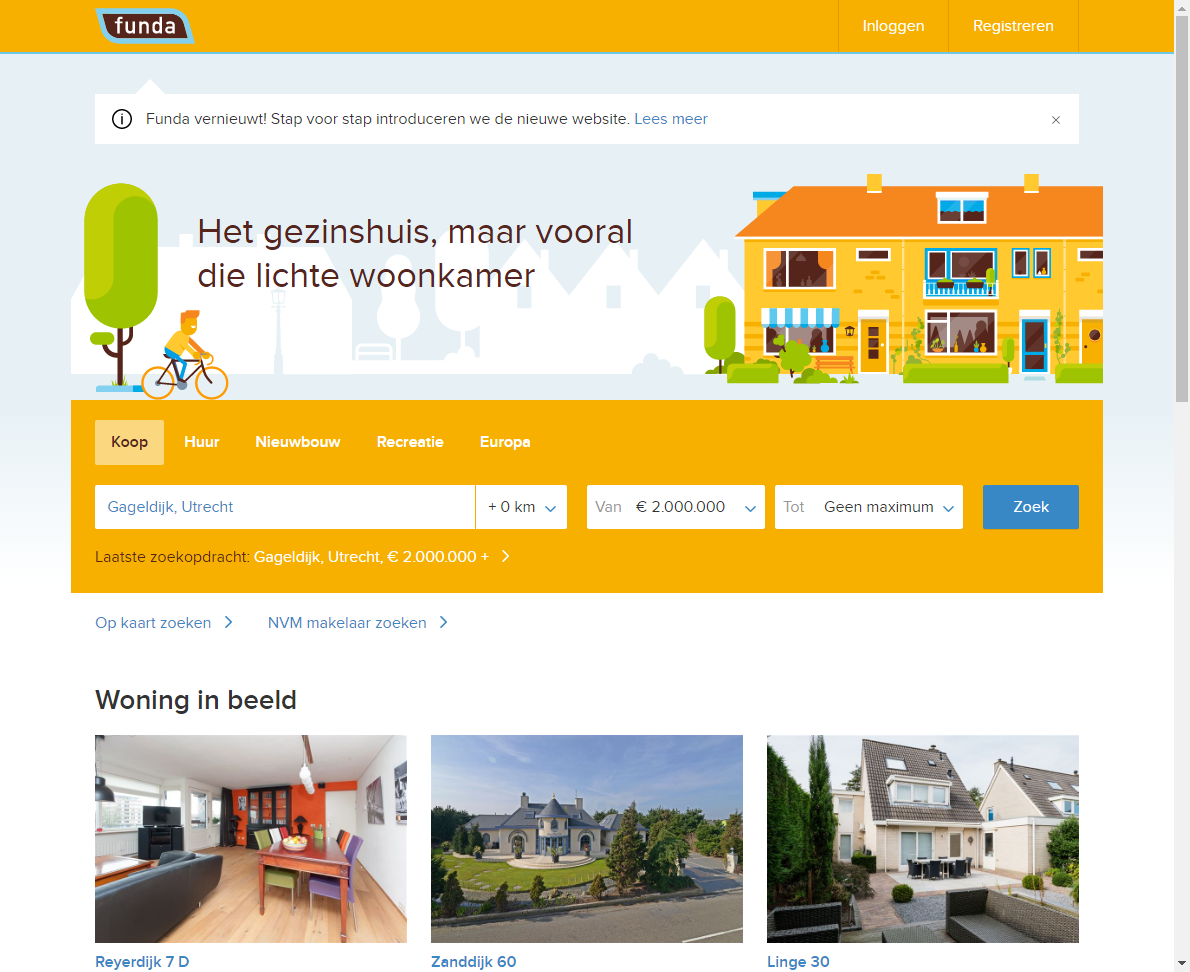 funda
Inloggen
Registreren
Funda vernieuwt! Stap voor stap introduceren we de nieuwe website. Lees meer
Het gezinshuis, maar vooral
die lichte woonkamer
Koop
Huur
Nieuwbouw
Recreatie
Europa
Gageldijk, Utrecht
+ 0 km
Van € 2.000.000
Tot Geen maximum
Zoek
Laatste zoekopdracht: Gageldijk, Utrecht, € 2.000.000 +
Op kaart zoeken
NVM makelaar zoeken
Woning in beeld
Reyerdijk 7 D
Zanddijk 60
Linge 30